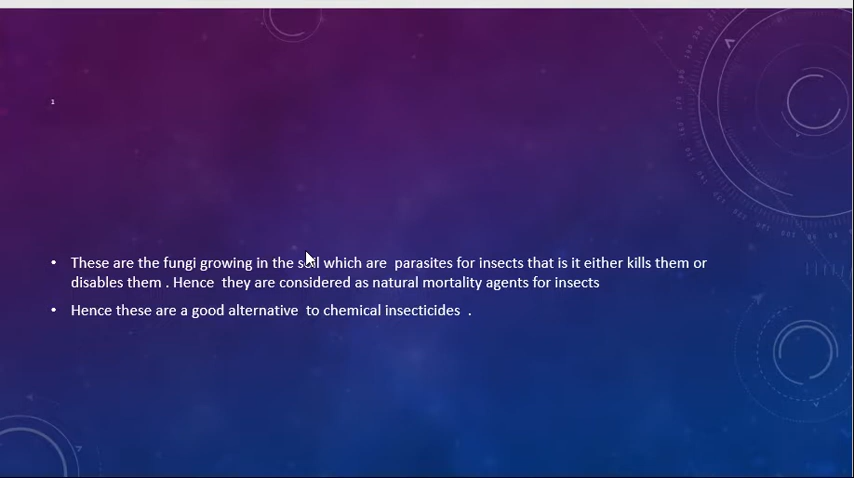 1
• These are the fungi growing in the soil which are parasites for insects that is it either kills them or
disables them . Hence they are considered as natural mortality agents for insects
• Hence these are a good alternative to chemical insecticides .